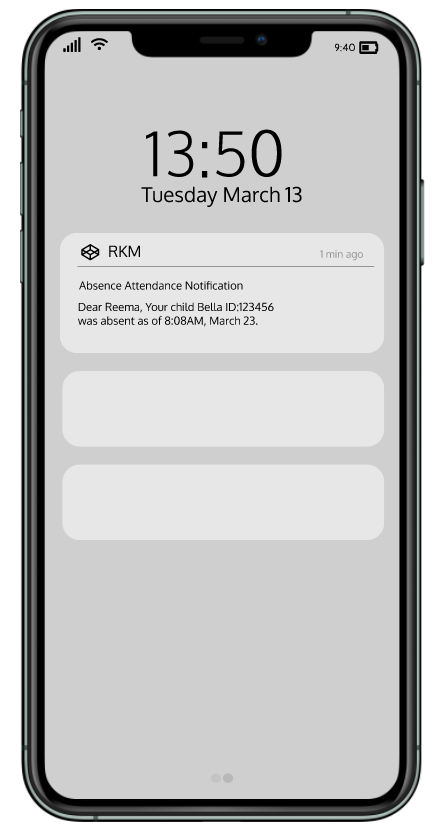 9:40
13:50
Tuesday March 13
RKM
1 min ago
Absence Attendance Notification
Dear Reema, Your child Bella ID:123456
was absent as of 8:08AM, March 23.